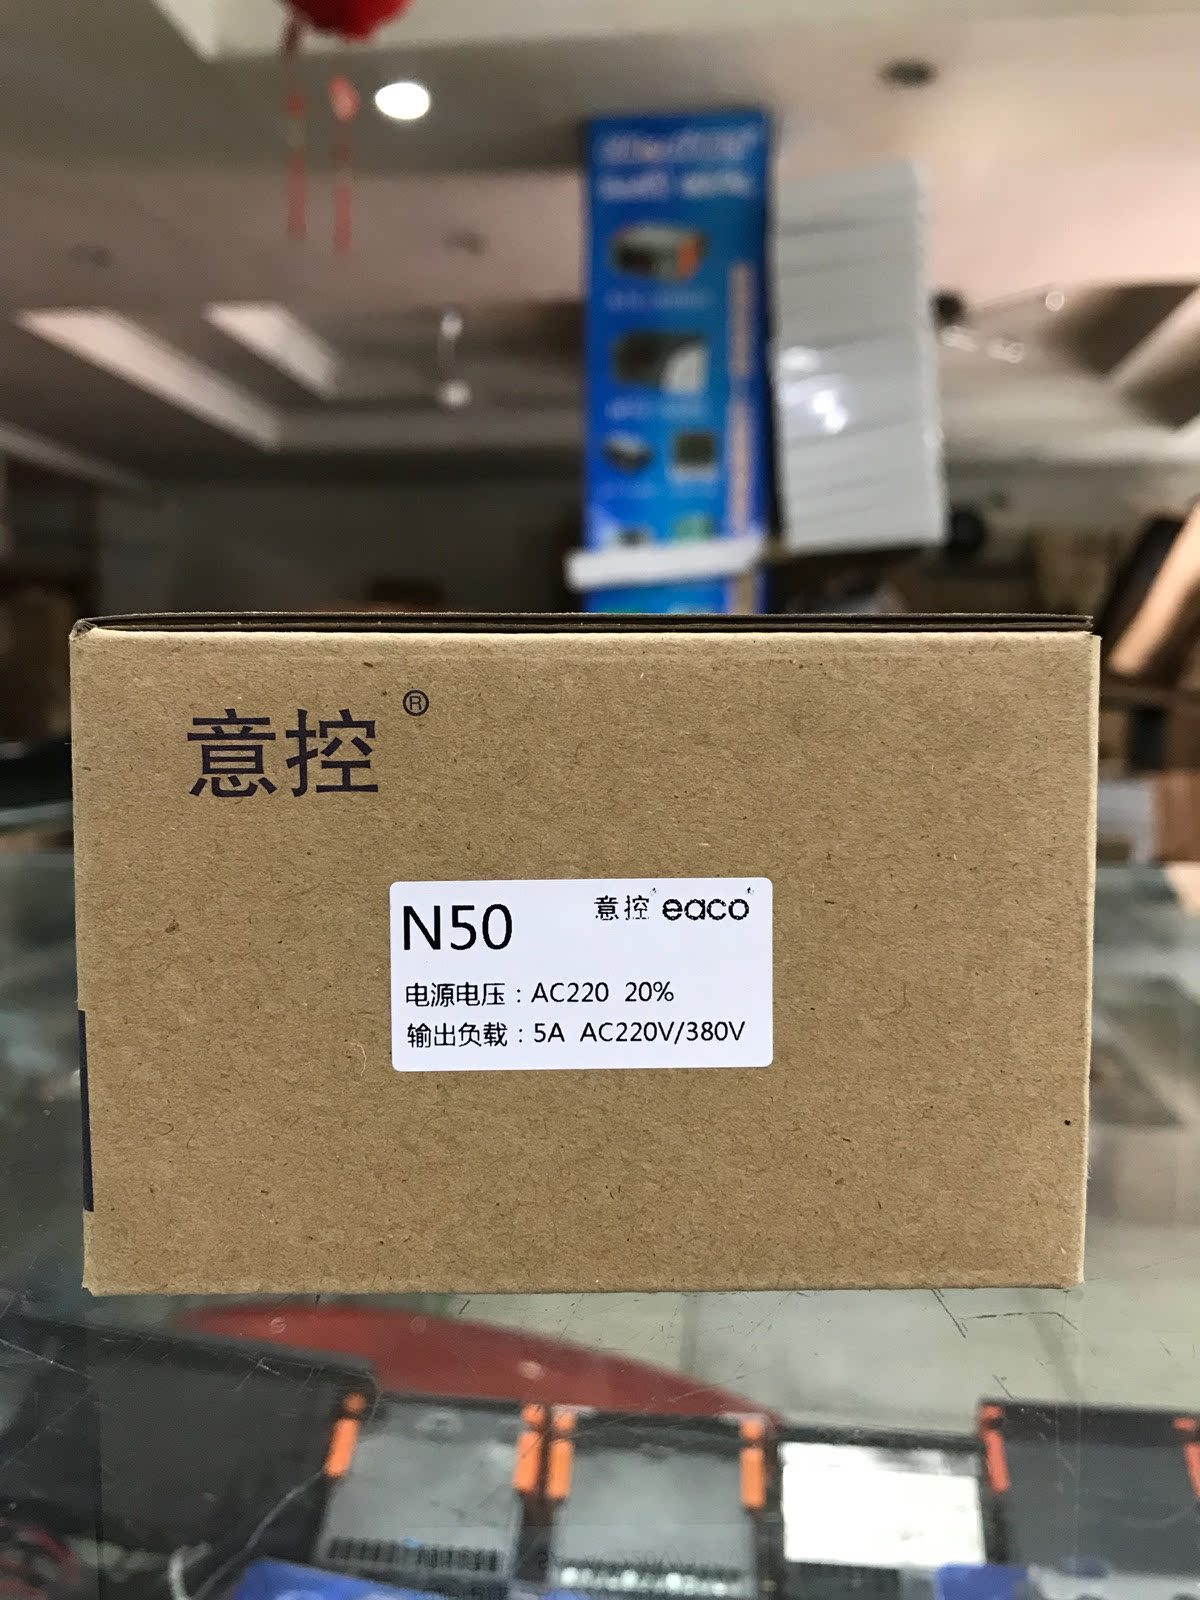 意控®
N50 意控 eaco
电源电压：AC220 20%
输出负载：5A AC220V/380V